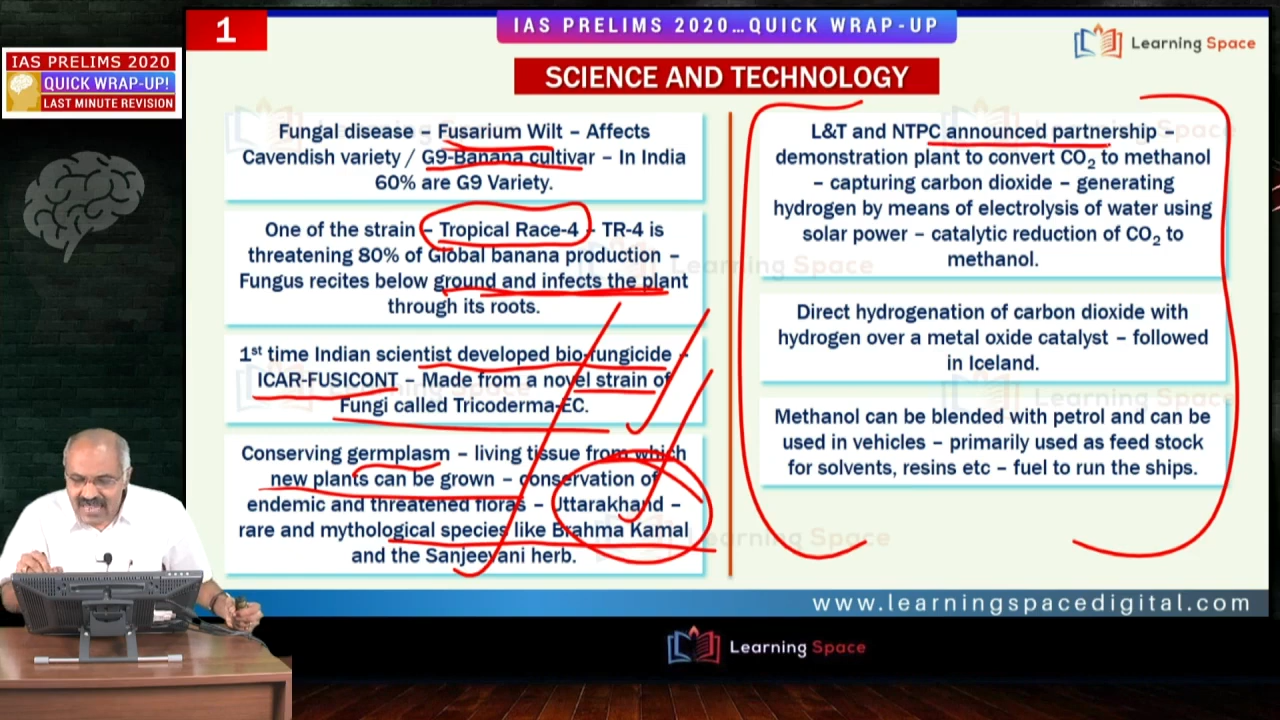 1
IAS PRELIMS 2020...QUICK WRAP-UP
Learning Space
IAS PRELIMS 2020
QUICK WRAP-UP!
LAST MINUTE REVISION
SCIENCE AND TECHNOLOGY
Fungal disease – Fusarium Wilt – Affects
Cavendish variety / G9-Banana cultivar – In India
60% are G9 Variety.
One of the strain – Tropical Race-4 – TR-4 is
threatening 80% of Global banana production –
Fungus recites below ground and infects the plant
through its roots.
1st time Indian scientist developed bio-fungicide –
ICAR-FUSICONT – Made from a novel strain of
Fungi called Tricoderma-EC.
Conserving germplasm – living tissue from which
new plants can be grown – conservation of
endemic and threatened floras – Uttarakhand –
rare and mythological species like Brahma Kamal
and the Sanjeevani herb.
L&T and NTPC announced partnership –
demonstration plant to convert CO2 to methanol
– capturing carbon dioxide – generating
hydrogen by means of electrolysis of water using
solar power – catalytic reduction of CO2 to
methanol.
Direct hydrogenation of carbon dioxide with
hydrogen over a metal oxide catalyst – followed
in Iceland.
Methanol can be blended with petrol and can be
used in vehicles – primarily used as feed stock
for solvents, resins etc – fuel to run the ships.
www.learningspacedigital.com
Learning Space